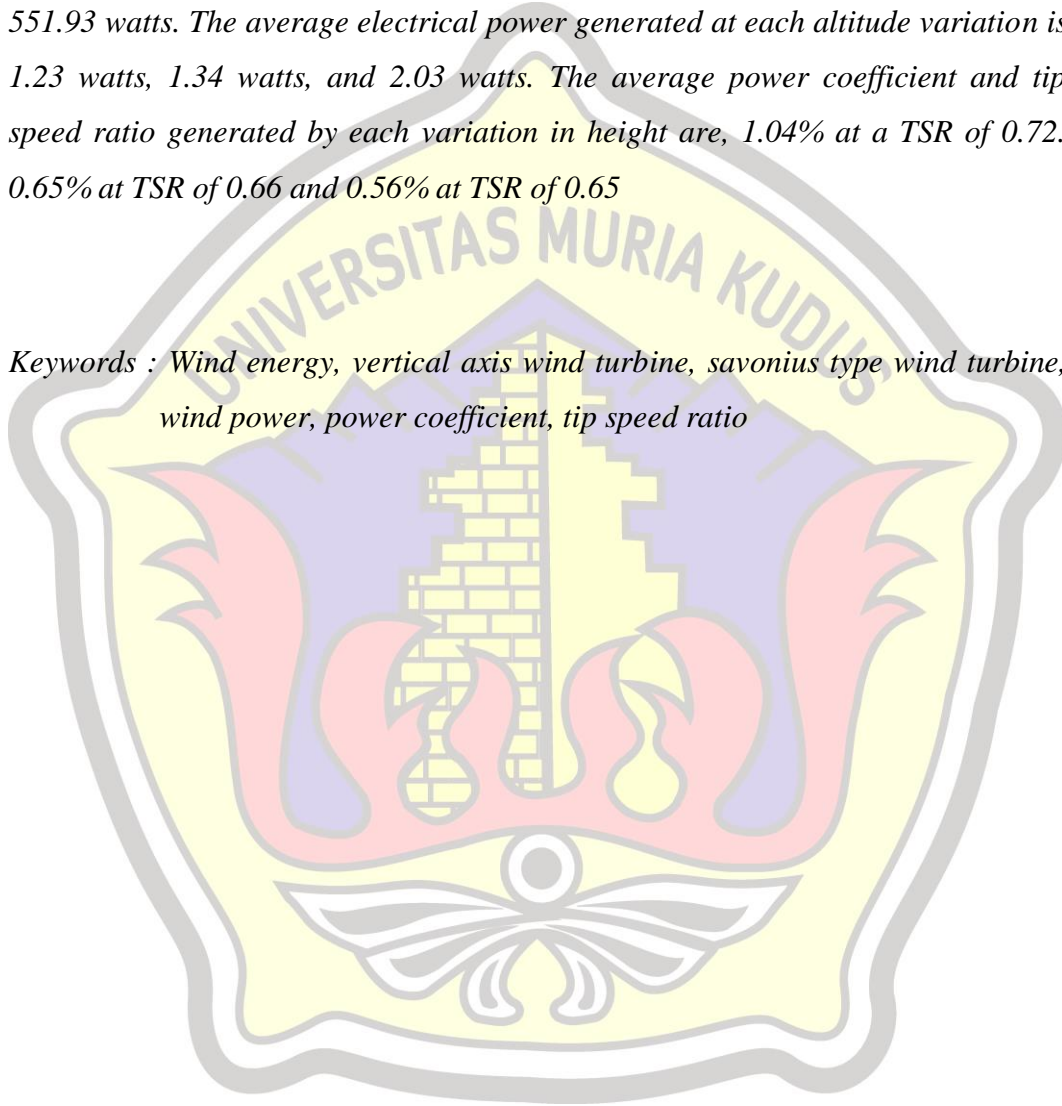 551.93 watts. The average electrical power generated at each altitude variation is
1.23 watts, 1.34 watts, and 2.03 watts. The average power coefficient and tip
speed ratio generated by each variation in height are, 1.04% at a TSR of 0.72.
0.65% at TSR of 0.66 and 0.56% at TSR of 0.65
UNIVERSITAS MURIA KUDUS
Keywords : Wind energy, vertical axis wind turbine, savonius type wind turbine,
wind power, power coefficient, tip speed ratio